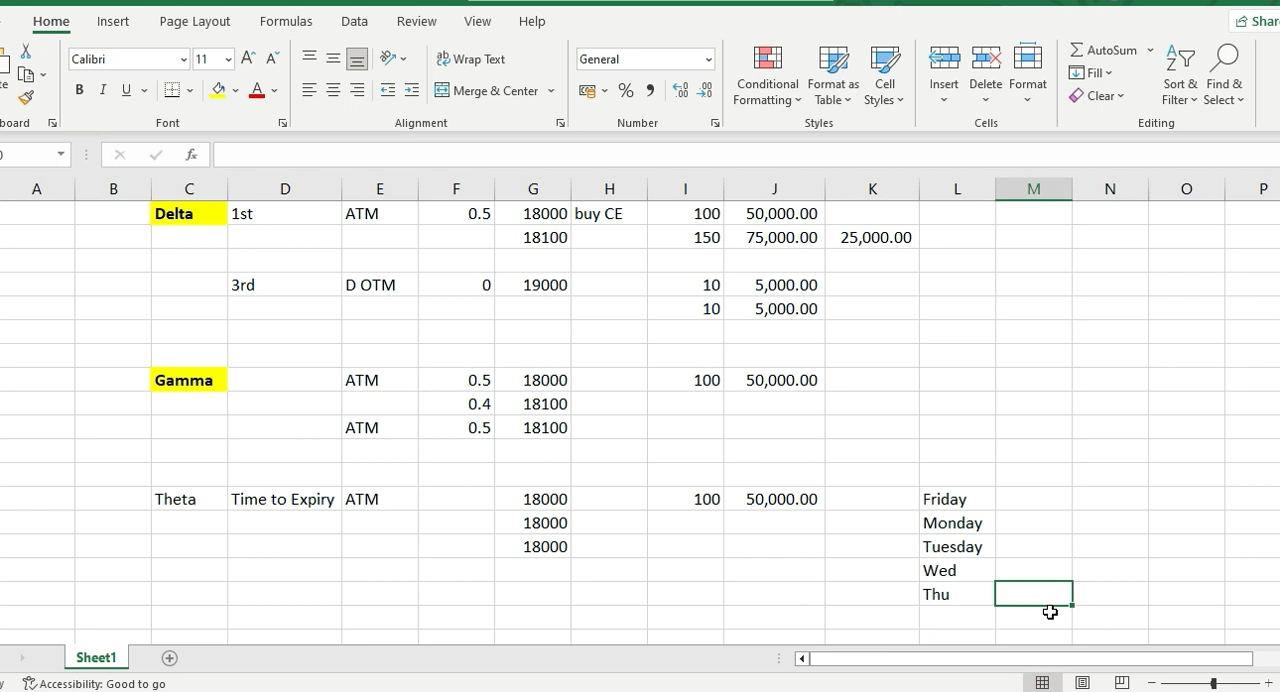 Home Insert Page Layout Formulas Data Review View Help
Calibri 11 Wrap Text General AutoSum
Conditional Formatting Format as Table Cell Styles Insert Delete Format Fill Sort & Filter Find & Select
B I U A Merge & Center % Clear
Font Alignment Number Styles Cells Editing
fx
A B C D E F G H I J K L M N O P
Delta 1st ATM 0.5 18000 buy CE 100 50,000.00
18100 150 75,000.00 25,000.00
3rd D OTM 0 19000 10 5,000.00
10 5,000.00
Gamma ATM 0.5 18000 100 50,000.00
0.4 18100
ATM 0.5 18100
Theta Time to Expiry ATM 18000 100 50,000.00 Friday
18000 Monday
18000 Tuesday
Wed
Thu
Sheet1
Accessibility: Good to go